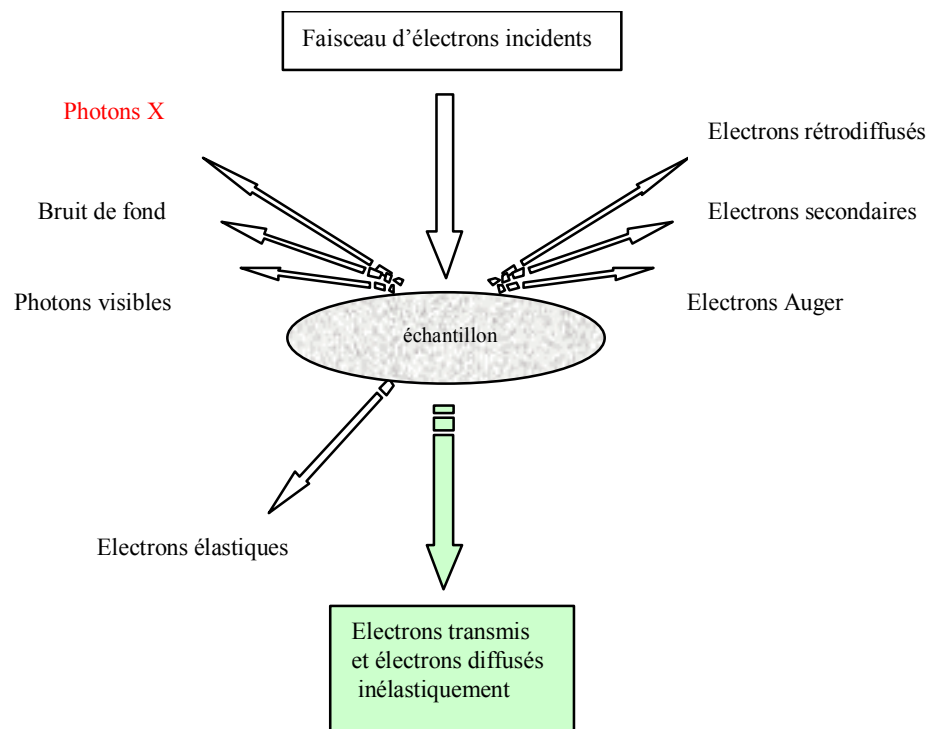 Faisceau d’électrons incidents
Photons X
Electrons rétrodiffusés
Bruit de fond
Electrons secondaires
Photons visibles
Electrons Auger
échantillon
Electrons élastiques
Electrons transmis
et électrons diffusés
inélastiquement